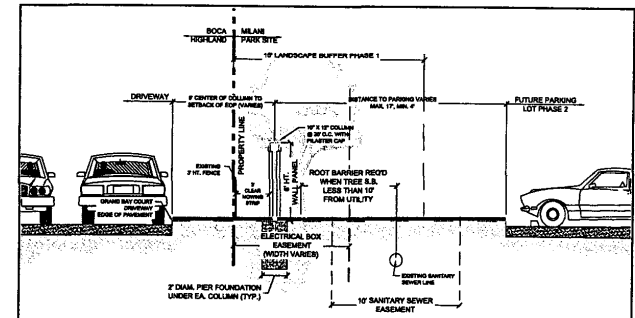 BOCA
HIGHLAND
MILANI
PARK SITE
10' LANDSCAPE BUFFER PHASE 1
DRIVEWAY
5' CENTER OF COLUMN TO
SETBACK OF EOP (VARIES)
DISTANCE TO PARKING VARIES
MAX. 17', MIN. 4'
FUTURE PARKING
LOT PHASE 2
PROPERTY LINE
16" X 12" COLUMN
@ 20' O.C. WITH
PILASTER CAP
EXISTING
3' HT. FENCE
6' HT.
WALL PANEL
3'
CLEAR
MOWING
STRIP
ROOT BARRIER REQ'D
WHEN TREE S.B.
LESS THAN 10'
FROM UTILITY
GRAND BAY COURT
DRIVEWAY
EDGE OF PAVEMENT
ELECTRICAL BOX
EASEMENT
(WIDTH VARIES)
EXISTING SANITARY
SEWER LINE
2' DIAM. PIER FOUNDATION
UNDER EA. COLUMN (TYP.)
10' SANITARY SEWER
EASEMENT